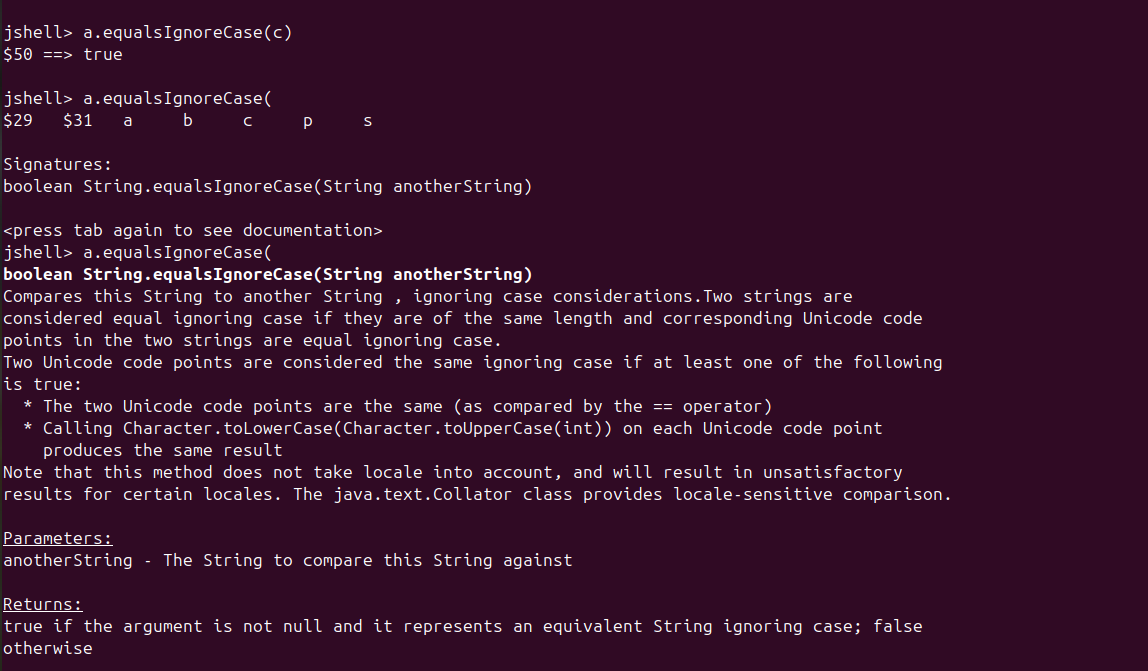 jshell> a.equalsIgnoreCase(c)
$50 ==> true
jshell> a.equalsIgnoreCase(
$29   $31   a     b     c     p     s
Signatures:
boolean String.equalsIgnoreCase(String anotherString)
<press tab again to see documentation>
jshell> a.equalsIgnoreCase(
boolean String.equalsIgnoreCase(String anotherString)
Compares this String to another String , ignoring case considerations.Two strings are
considered equal ignoring case if they are of the same length and corresponding Unicode code
points in the two strings are equal ignoring case.
Two Unicode code points are considered the same ignoring case if at least one of the following
is true:
  * The two Unicode code points are the same (as compared by the == operator)
  * Calling Character.toLowerCase(Character.toUpperCase(int)) on each Unicode code point
    produces the same result
Note that this method does not take locale into account, and will result in unsatisfactory
results for certain locales. The java.text.Collator class provides locale-sensitive comparison.
Parameters:
anotherString - The String to compare this String against
Returns:
true if the argument is not null and it represents an equivalent String ignoring case; false
otherwise